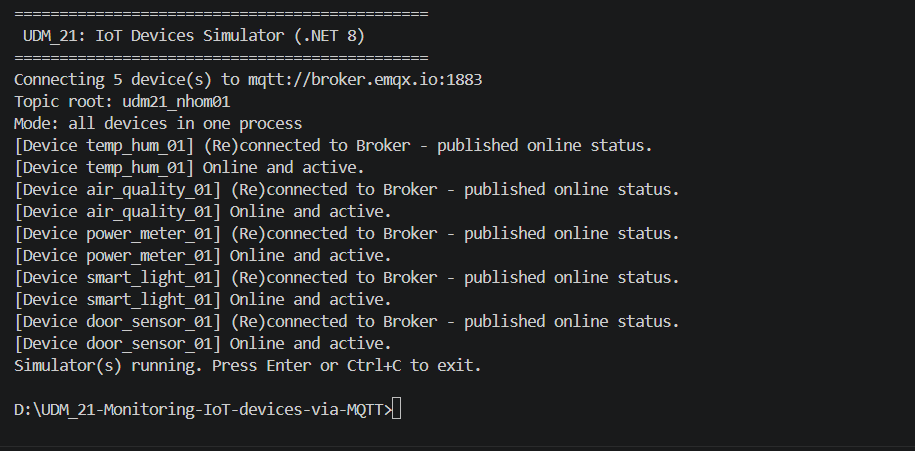 ==============================================
UDM_21: IoT Devices Simulator (.NET 8)
==============================================
Connecting 5 device(s) to mqtt://broker.emqx.io:1883
Topic root: udm21_nhom01
Mode: all devices in one process
[Device temp_hum_01] (Re)connected to Broker - published online status.
[Device temp_hum_01] Online and active.
[Device air_quality_01] (Re)connected to Broker - published online status.
[Device air_quality_01] Online and active.
[Device power_meter_01] (Re)connected to Broker - published online status.
[Device power_meter_01] Online and active.
[Device smart_light_01] (Re)connected to Broker - published online status.
[Device smart_light_01] Online and active.
[Device door_sensor_01] (Re)connected to Broker - published online status.
[Device door_sensor_01] Online and active.
Simulator(s) running. Press Enter or Ctrl+C to exit.
D:\UDM_21-Monitoring-IoT-devices-via-MQTT>